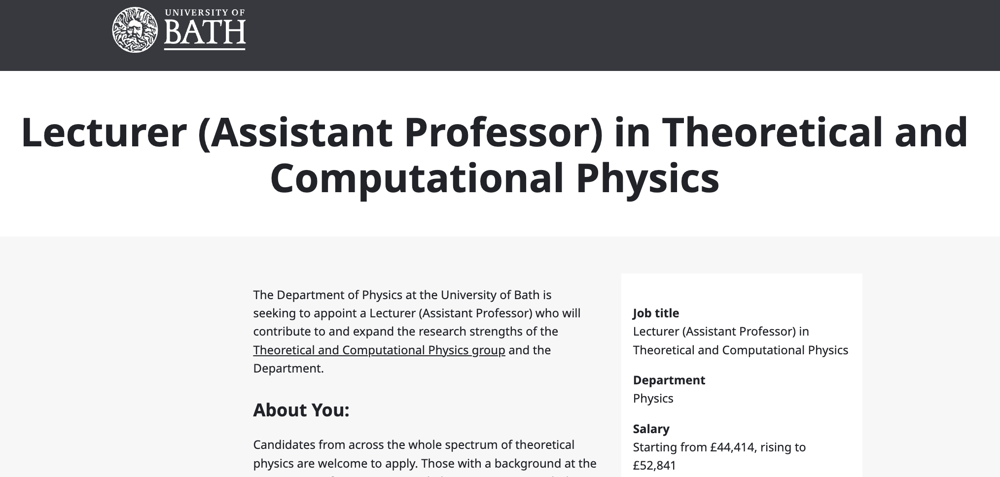 UNIVERSITY OF
BATH
Lecturer (Assistant Professor) in Theoretical and
Computational Physics
The Department of Physics at the University of Bath is
seeking to appoint a Lecturer (Assistant Professor) who will
contribute to and expand the research strengths of the
Theoretical and Computational Physics group and the
Department.
About You:
Candidates from across the whole spectrum of theoretical
physics are welcome to apply. Those with a background at the
Job title
Lecturer (Assistant Professor) in
Theoretical and Computational Physics
Department
Physics
Salary
Starting from £44,414, rising to
£52,841